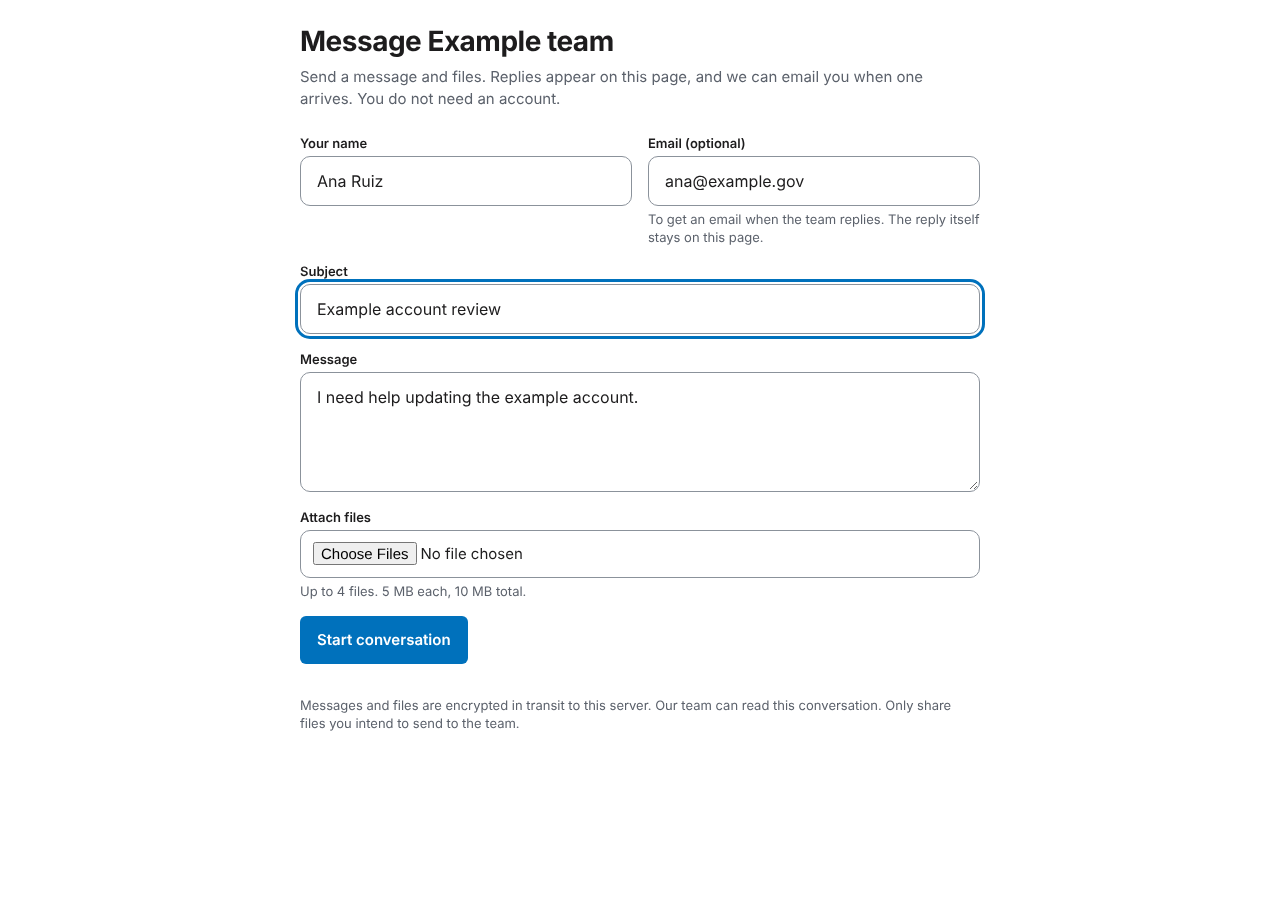 Message Example team
Send a message and files. Replies appear on this page, and we can email you when one
arrives. You do not need an account.
Your name
Ana Ruiz
Email (optional)
ana@example.gov
To get an email when the team replies. The reply itself
stays on this page.
Subject
Example account review
Message
I need help updating the example account.
Attach files
Choose Files No file chosen
Up to 4 files. 5 MB each, 10 MB total.
Start conversation
Messages and files are encrypted in transit to this server. Our team can read this conversation. Only share
files you intend to send to the team.